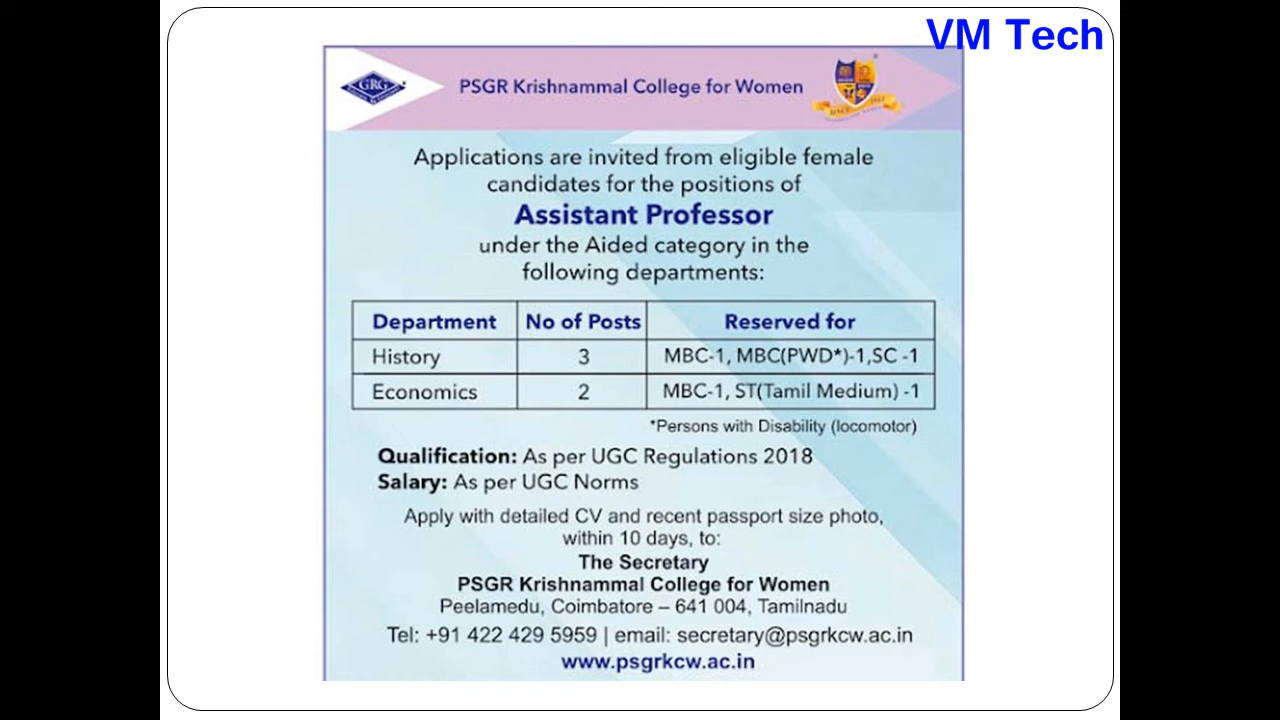 VM Tech
GRG
PSGR Krishnammal College for Women
Applications are invited from eligible female
candidates for the positions of
Assistant Professor
under the Aided category in the
following departments:
Department No of Posts Reserved for
History 3 MBC-1, MBC(PWD*)-1,SC -1
Economics 2 MBC-1, ST(Tamil Medium) -1
*Persons with Disability (locomotor)
Qualification: As per UGC Regulations 2018
Salary: As per UGC Norms
Apply with detailed CV and recent passport size photo,
within 10 days, to:
The Secretary
PSGR Krishnammal College for Women
Peelamedu, Coimbatore – 641 004, Tamilnadu
Tel: +91 422 429 5959 | email: secretary@psgrkcw.ac.in
www.psgrkcw.ac.in